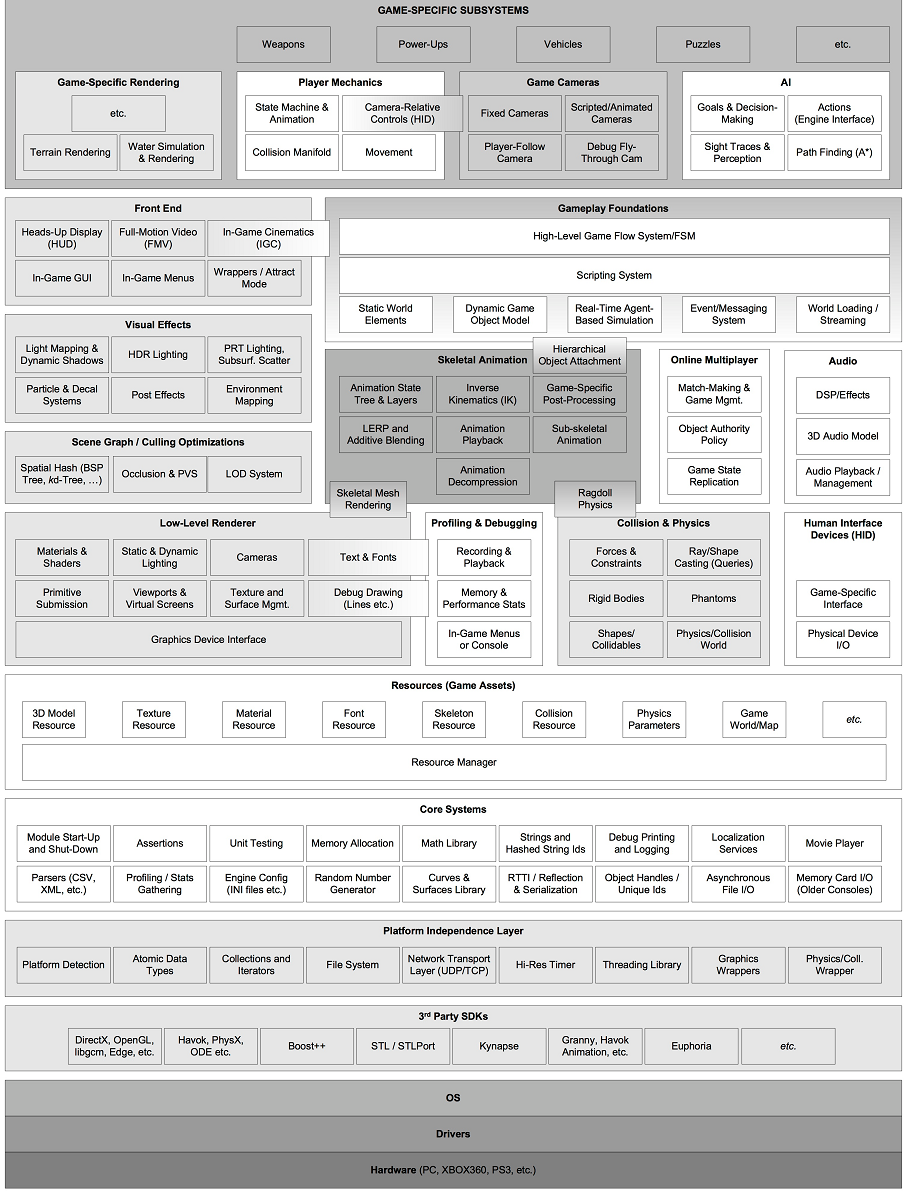 GAME-SPECIFIC SUBSYSTEMS
Weapons
Power-Ups
Vehicles
Puzzles
etc.
Game-Specific Rendering
etc.
Terrain Rendering
Water Simulation
& Rendering
Player Mechanics
State Machine &
Animation
Camera-Relative
Controls (HID)
Collision Manifold
Movement
Game Cameras
Fixed Cameras
Scripted/Animated
Cameras
Player-Follow
Camera
Debug Fly-
Through Cam
AI
Goals & Decision-
Making
Actions
(Engine Interface)
Sight Traces &
Perception
Path Finding (A*)
Front End
Heads-Up Display
(HUD)
Full-Motion Video
(FMV)
In-Game Cinematics
(IGC)
In-Game GUI
In-Game Menus
Wrappers / Attract
Mode
Gameplay Foundations
High-Level Game Flow System/FSM
Scripting System
Static World
Elements
Dynamic Game
Object Model
Real-Time Agent-
Based Simulation
Event/Messaging
System
World Loading /
Streaming
Visual Effects
Light Mapping &
Dynamic Shadows
HDR Lighting
PRT Lighting,
Subsurf. Scatter
Particle & Decal
Systems
Post Effects
Environment
Mapping
Skeletal Animation
Hierarchical
Object Attachment
Animation State
Tree & Layers
Inverse
Kinematics (IK)
Game-Specific
Post-Processing
LERP and
Additive Blending
Animation
Playback
Sub-skeletal
Animation
Animation
Decompression
Online Multiplayer
Match-Making &
Game Mgmt.
Object Authority
Policy
Game State
Replication
Audio
DSP/Effects
3D Audio Model
Audio Playback /
Management
Scene Graph / Culling Optimizations
Spatial Hash (BSP
Tree, kd-Tree, …)
Occlusion & PVS
LOD System
Skeletal Mesh
Rendering
Ragdoll
Physics
Low-Level Renderer
Materials &
Shaders
Static & Dynamic
Lighting
Cameras
Text & Fonts
Primitive
Submission
Viewports &
Virtual Screens
Texture and
Surface Mgmt.
Debug Drawing
(Lines etc.)
Graphics Device Interface
Profiling & Debugging
Recording &
Playback
Memory &
Performance Stats
In-Game Menus
or Console
Collision & Physics
Forces &
Constraints
Ray/Shape
Casting (Queries)
Rigid Bodies
Phantoms
Shapes/
Collidables
Physics/Collision
World
Human Interface
Devices (HID)
Game-Specific
Interface
Physical Device
I/O
Resources (Game Assets)
3D Model
Resource
Texture
Resource
Material
Resource
Font
Resource
Skeleton
Resource
Collision
Resource
Physics
Parameters
Game
World/Map
etc.
Resource Manager
Core Systems
Module Start-Up
and Shut-Down
Assertions
Unit Testing
Memory Allocation
Math Library
Strings and
Hashed String Ids
Debug Printing
and Logging
Localization
Services
Movie Player
Parsers (CSV,
XML, etc.)
Profiling / Stats
Gathering
Engine Config
(INI files etc.)
Random Number
Generator
Curves &
Surfaces Library
RTTI / Reflection
& Serialization
Object Handles /
Unique Ids
Asynchronous
File I/O
Memory Card I/O
(Older Consoles)
Platform Independence Layer
Platform Detection
Atomic Data
Types
Collections and
Iterators
File System
Network Transport
Layer (UDP/TCP)
Hi-Res Timer
Threading Library
Graphics
Wrappers
Physics/Coll.
Wrapper
3rd Party SDKs
DirectX, OpenGL,
libgcm, Edge, etc.
Havok, PhysX,
ODE etc.
Boost++
STL / STLPort
Kynapse
Granny, Havok
Animation, etc.
Euphoria
etc.
OS
Drivers
Hardware (PC, XBOX360, PS3, etc.)